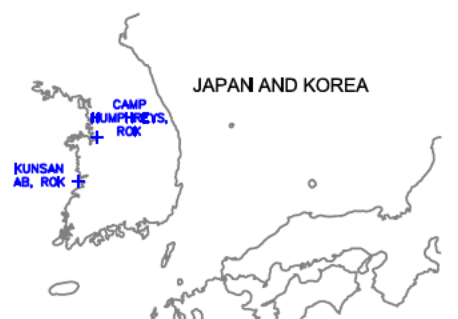 JAPAN AND KOREA
CAMP
HUMPHREYS,
ROK
KUNSAN
AB, ROK